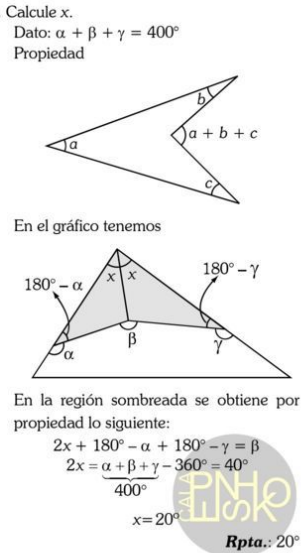 Calcule x.
Dato: α + β + γ = 400°
Propiedad
b
a
a + b + c
c
En el gráfico tenemos
180° – α
x x
180° – γ
α
β
γ
En la región sombreada se obtiene por
propiedad lo siguiente:
2x + 180° – α + 180° – γ = β
2x = α + β + γ – 360° = 40°
400°
x=20°
Rpta.: 20°